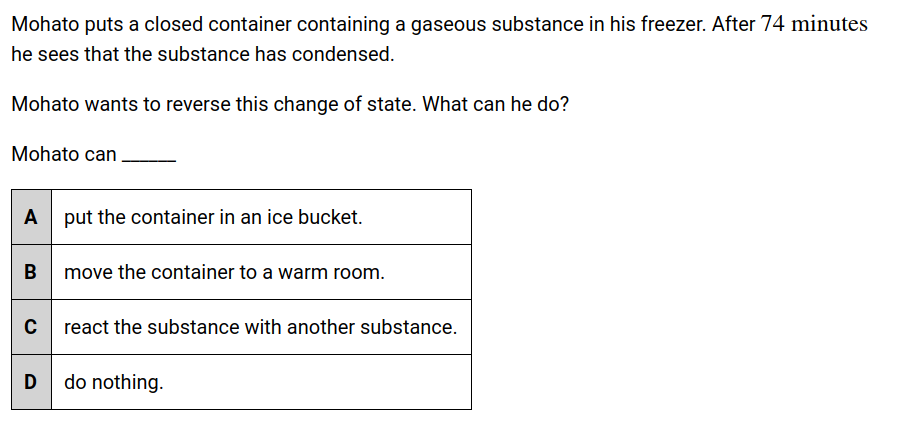 Mohato puts a closed container containing a gaseous substance in his freezer. After 74 minutes
he sees that the substance has condensed.
Mohato wants to reverse this change of state. What can he do?
Mohato can ______
A put the container in an ice bucket.
B move the container to a warm room.
C react the substance with another substance.
D do nothing.